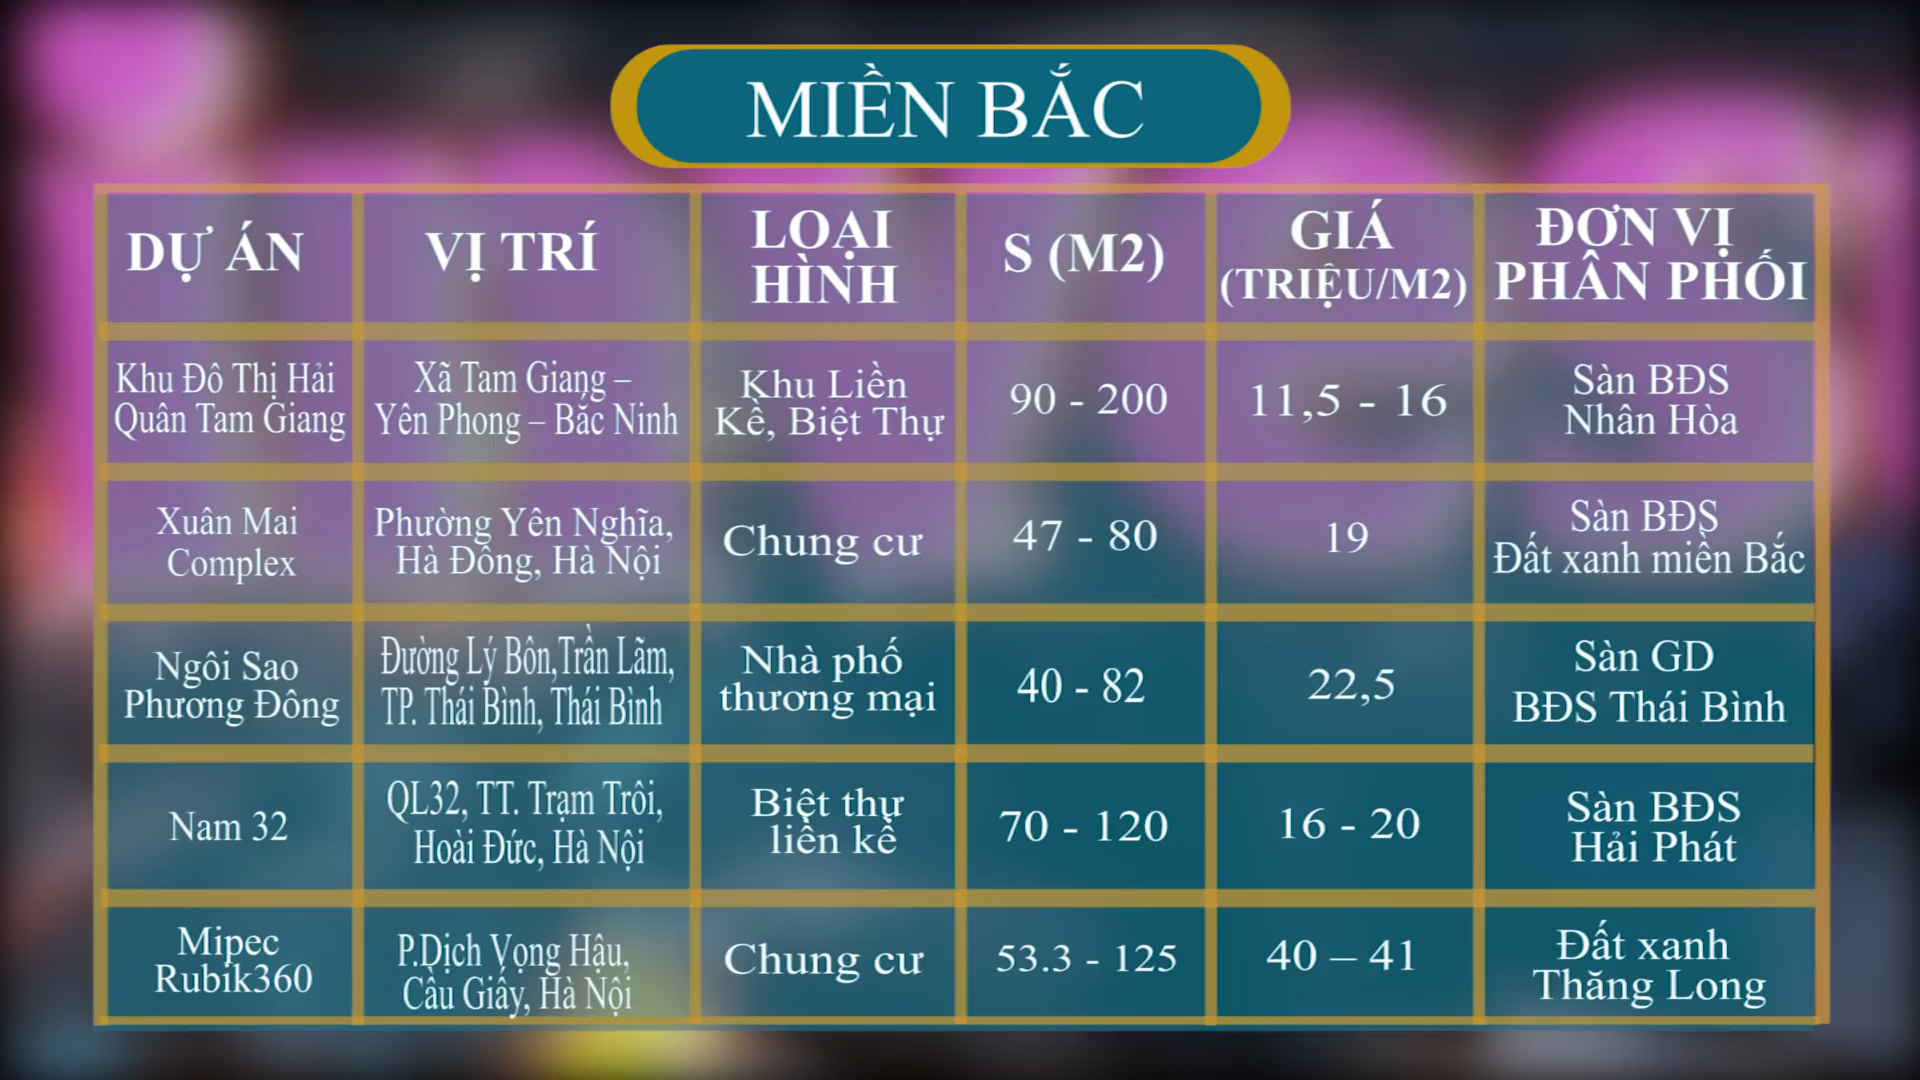 MIỀN BẮC
DỰ ÁN
VỊ TRÍ
LOẠI
HÌNH
S (M2)
GIÁ
(TRIỆU/M2)
ĐƠN VỊ
PHÂN PHỐI
Khu Đô Thị Hải
Quân Tam Giang
Xã Tam Giang –
Yên Phong – Bắc Ninh
Khu Liền
Kề, Biệt Thự
90 - 200
11,5 - 16
Sàn BĐS
Nhân Hòa
Xuân Mai
Complex
Phường Yên Nghĩa,
Hà Đông, Hà Nội
Chung cư
47 - 80
19
Sàn BĐS
Đất xanh miền Bắc
Ngôi Sao
Phương Đông
Đường Lý Bôn,Trần Lãm,
TP. Thái Bình, Thái Bình
Nhà phố
thương mại
40 - 82
22,5
Sàn GD
BĐS Thái Bình
Nam 32
QL32, TT. Trạm Trôi,
Hoài Đức, Hà Nội
Biệt thự
liền kề
70 - 120
16 - 20
Sàn BĐS
Hải Phát
Mipec
Rubik360
P.Dịch Vọng Hậu,
Cầu Giấy, Hà Nội
Chung cư
53.3 - 125
40 – 41
Đất xanh
Thăng Long